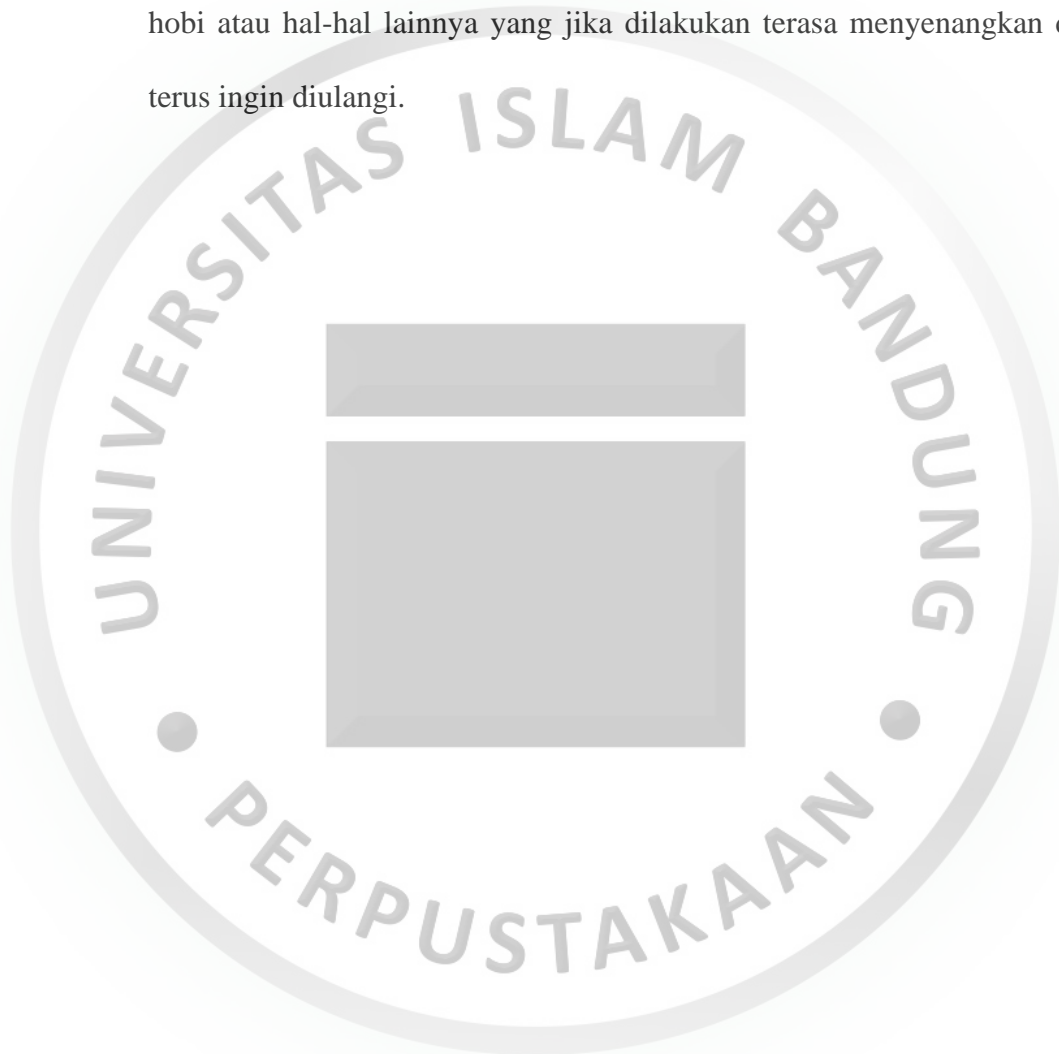 hobi atau hal-hal lainnya yang jika dilakukan terasa menyenangkan
terus ingin diulangi.
UNIVERSITAS ISLAM BANDUNG
PERPUSTAKAAN